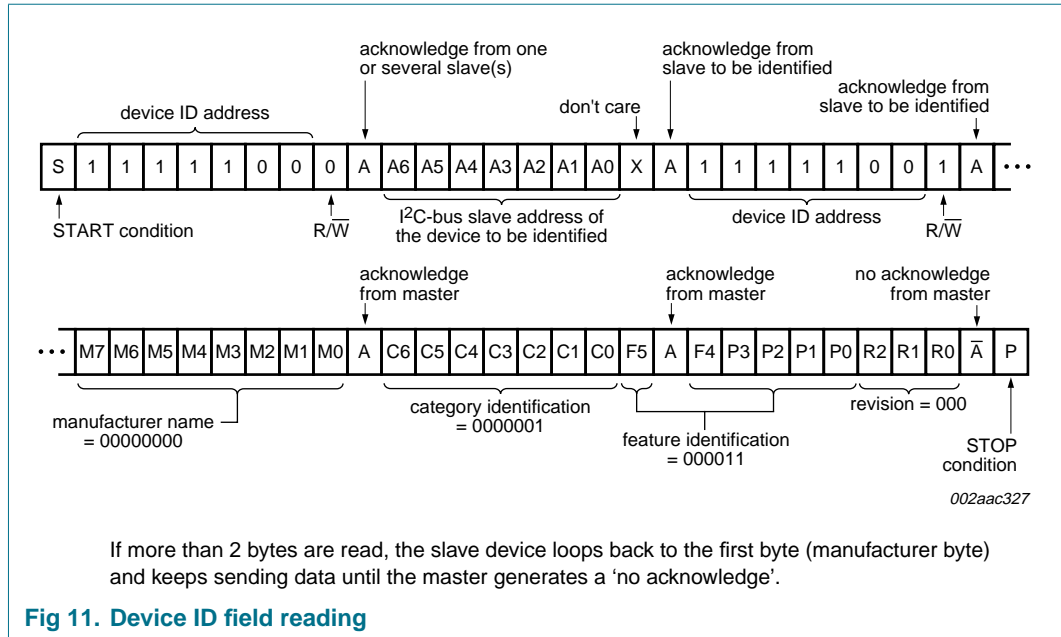 acknowledge from one
or several slave(s)
acknowledge from
slave to be identified
acknowledge from
slave to be identified
device ID address
don't care
S 1 1 1 1 1 0 0 0 A A6 A5 A4 A3 A2 A1 A0 X A 1 1 1 1 1 0 0 1 A ···
START condition
R/W̅
I²C-bus slave address of
the device to be identified
device ID address
R/W̅
acknowledge
from master
acknowledge
from master
no acknowledge
from master
··· M7 M6 M5 M4 M3 M2 M1 M0 A C6 C5 C4 C3 C2 C1 C0 F5 A F4 P3 P2 P1 P0 R2 R1 R0 A̅ P
manufacturer name
= 00000000
category identification
= 0000001
feature identification
= 000011
revision = 000
STOP
condition
002aac327
If more than 2 bytes are read, the slave device loops back to the first byte (manufacturer byte)
and keeps sending data until the master generates a ‘no acknowledge’.
Fig 11. Device ID field reading